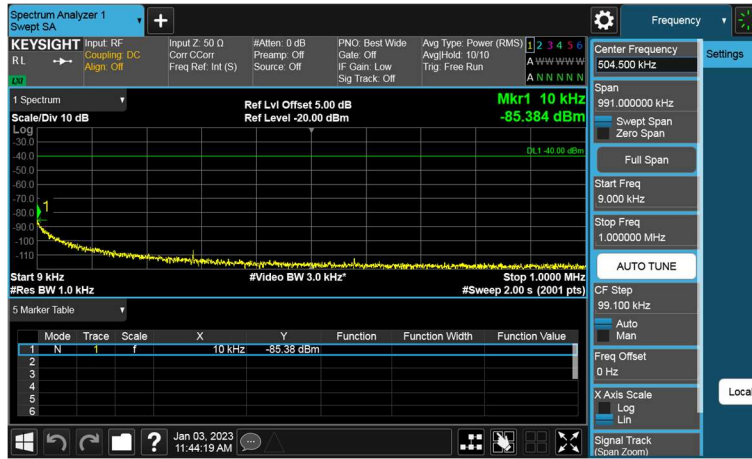 Spectrum Analyzer 1
Swept SA
Frequency
KEYSIGHT
RL
LXI
Input: RF
Coupling: DC
Align: Off
Input Z: 50 Ω
Corr CCorr
Freq Ref: Int (S)
#Atten: 0 dB
Preamp: Off
Source: Off
PNO: Best Wide
Gate: Off
IF Gain: Low
Sig Track: Off
Avg Type: Power (RMS)
Avg|Hold: 10/10
Trig: Free Run
1 2 3 4 5 6
A W W W W W
A N N N N N
1 Spectrum
Scale/Div 10 dB
Ref Lvl Offset 5.00 dB
Ref Level -20.00 dBm
Mkr1 10 kHz
-85.384 dBm
Log
-30.0
-40.0
-50.0
-60.0
-70.0
-80.0
-90.0
-100
-110
DL1 -40.00 dBm
1
Start 9 kHz
#Res BW 1.0 kHz
#Video BW 3.0 kHz*
Stop 1.0000 MHz
#Sweep 2.00 s (2001 pts)
5 Marker Table
Mode Trace Scale X Y Function Function Width Function Value
1 N 1 f 10 kHz -85.38 dBm
2
3
4
5
6
Jan 03, 2023
11:44:19 AM
Center Frequency
504.500 kHz
Settings
Span
991.000000 kHz
Swept Span
Zero Span
Full Span
Start Freq
9.000 kHz
Stop Freq
1.000000 MHz
AUTO TUNE
CF Step
99.100 kHz
Auto
Man
Freq Offset
0 Hz
X Axis Scale
Log
Lin
Local
Signal Track
(Span Zoom)